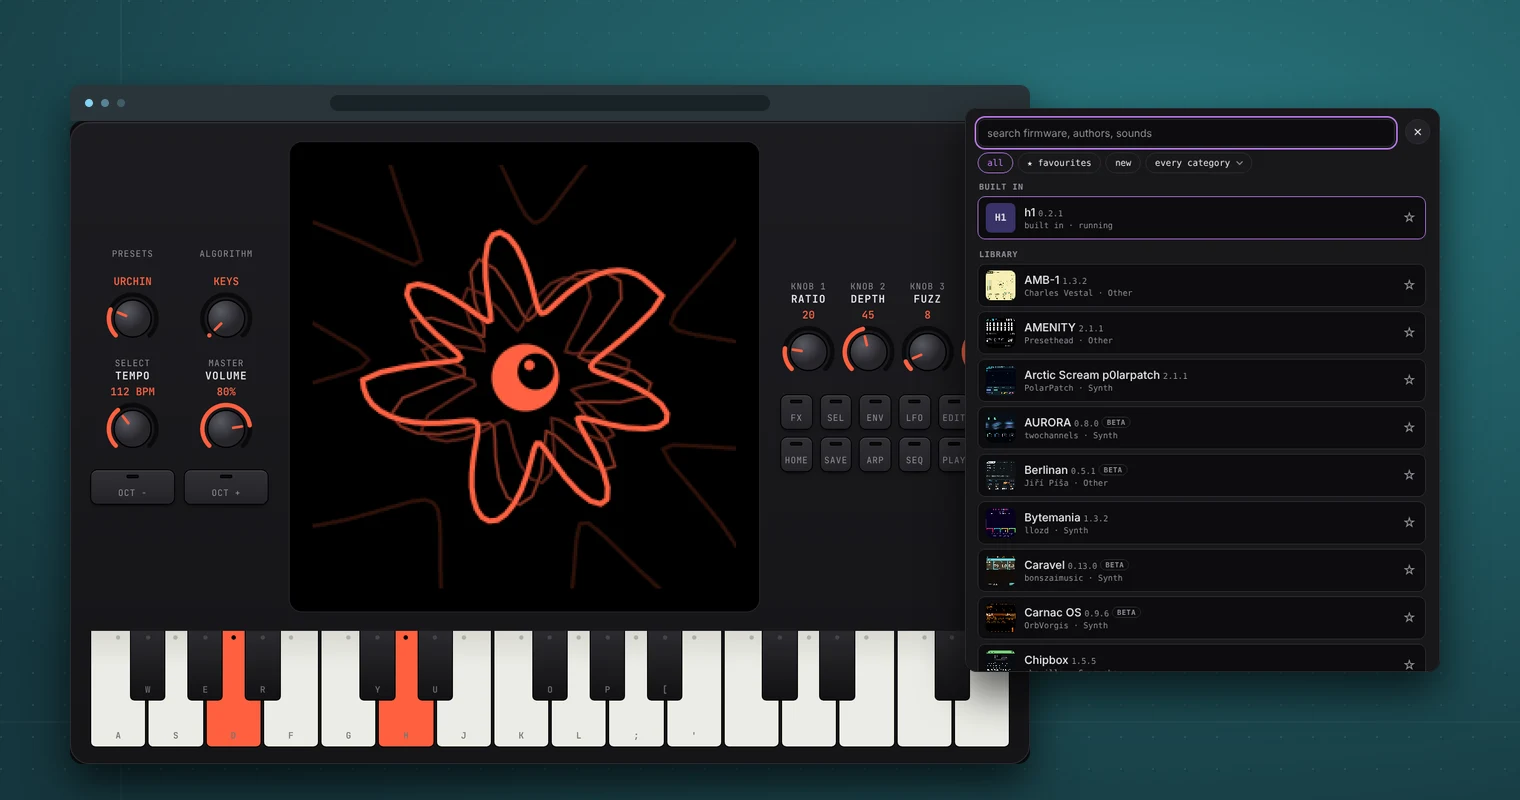 PRESETS
ALGORITHM
URCHIN
KEYS
SELECT
MASTER
TEMPO
VOLUME
112 BPM
80%
OCT -
OCT +
KNOB 1
KNOB 2
KNOB 3
RATIO
DEPTH
FUZZ
20
45
8
FX
SEL
ENV
LFO
EDIT
HOME
SAVE
ARP
SEQ
PLAY
W
E
R
Y
U
O
P
[
A
S
D
F
G
H
J
K
L
;
'
search firmware, authors, sounds
all
★ favourites
new
every category
BUILT IN
H1
h1 0.2.1
built in · running
LIBRARY
AMB-1 1.3.2
Charles Vestal · Other
AMENITY 2.1.1
Presethead · Other
Arctic Scream p0larpatch 2.1.1
PolarPatch · Synth
AURORA 0.8.0 BETA
twochannels · Synth
Berlinan 0.5.1 BETA
Jiří Píša · Other
Bytemania 1.3.2
llozd · Synth
Caravel 0.13.0 BETA
bonszaimusic · Synth
Carnac OS 0.9.6 BETA
OrbVorgis · Synth
Chipbox 1.5.5